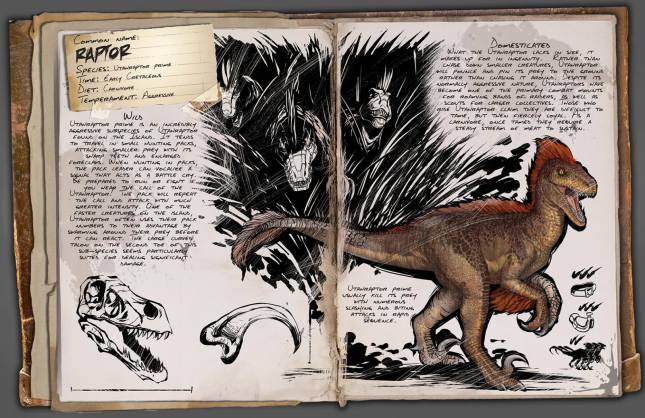 Common name:
Raptor
Species: Utahraptor prime
Time: Early Cretaceous
Diet: Carnivore
Temperament: Aggressive
Wild
Utahraptor prime is an incredibly
aggressive subspecies of Utahraptor
found on the Island. It tends
to travel in small hunting packs,
attacking smaller prey with its
sharp teeth and enlarged
foreclaws. When hunting in packs,
the pack leader can vocalize a
signal that acts as a battle cry.
Be prepared to run or fight if
you hear the call of the
Utahraptor! The pack will repeat
the call and attack with much
greater intensity. One of the
faster creatures on the island,
Utahraptor often uses their pack
numbers to their advantage by
swarming around their prey before
it can react. The large curved
talon on the second toe of this
sub-species seems particularly
suited for dealing significant
damage.
Domesticated
What the Utahraptor lacks in size, it
makes up for in ingenuity. Rather than
chase down smaller creatures, Utahraptor
will pounce and pin its prey to the ground
rather than chasing it around. Despite its
normally aggressive nature, Utahraptors have
become one of the primary combat mounts
for roaming bands of raiders, as well as
scouts for larger collectives. Those who
ride Utahraptor claim they are difficult to
tame, but then fiercely loyal. As a
carnivore, once tamed they require a
steady stream of meat to sustain.
Utahraptor prime
usually kill its prey
with numerous
slashing and biting
attacks in rapid
sequence.